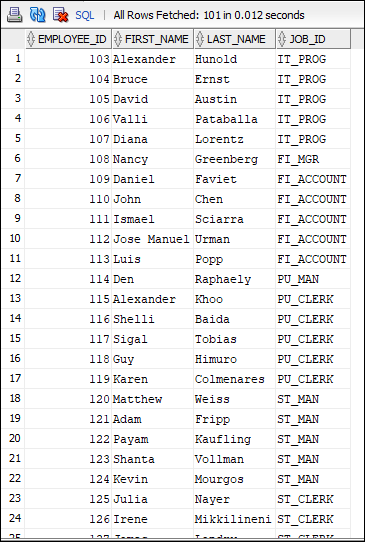 SQL | All Rows Fetched: 101 in 0.012 seconds
EMPLOYEE_ID FIRST_NAME LAST_NAME JOB_ID
1 103 Alexander Hunold IT_PROG
2 104 Bruce Ernst IT_PROG
3 105 David Austin IT_PROG
4 106 Valli Pataballa IT_PROG
5 107 Diana Lorentz IT_PROG
6 108 Nancy Greenberg FI_MGR
7 109 Daniel Faviet FI_ACCOUNT
8 110 John Chen FI_ACCOUNT
9 111 Ismael Sciarra FI_ACCOUNT
10 112 Jose Manuel Urman FI_ACCOUNT
11 113 Luis Popp FI_ACCOUNT
12 114 Den Raphaely PU_MAN
13 115 Alexander Khoo PU_CLERK
14 116 Shelli Baida PU_CLERK
15 117 Sigal Tobias PU_CLERK
16 118 Guy Himuro PU_CLERK
17 119 Karen Colmenares PU_CLERK
18 120 Matthew Weiss ST_MAN
19 121 Adam Fripp ST_MAN
20 122 Payam Kaufling ST_MAN
21 123 Shanta Vollman ST_MAN
22 124 Kevin Mourgos ST_MAN
23 125 Julia Nayer ST_CLERK
24 126 Irene Mikkilineni ST_CLERK